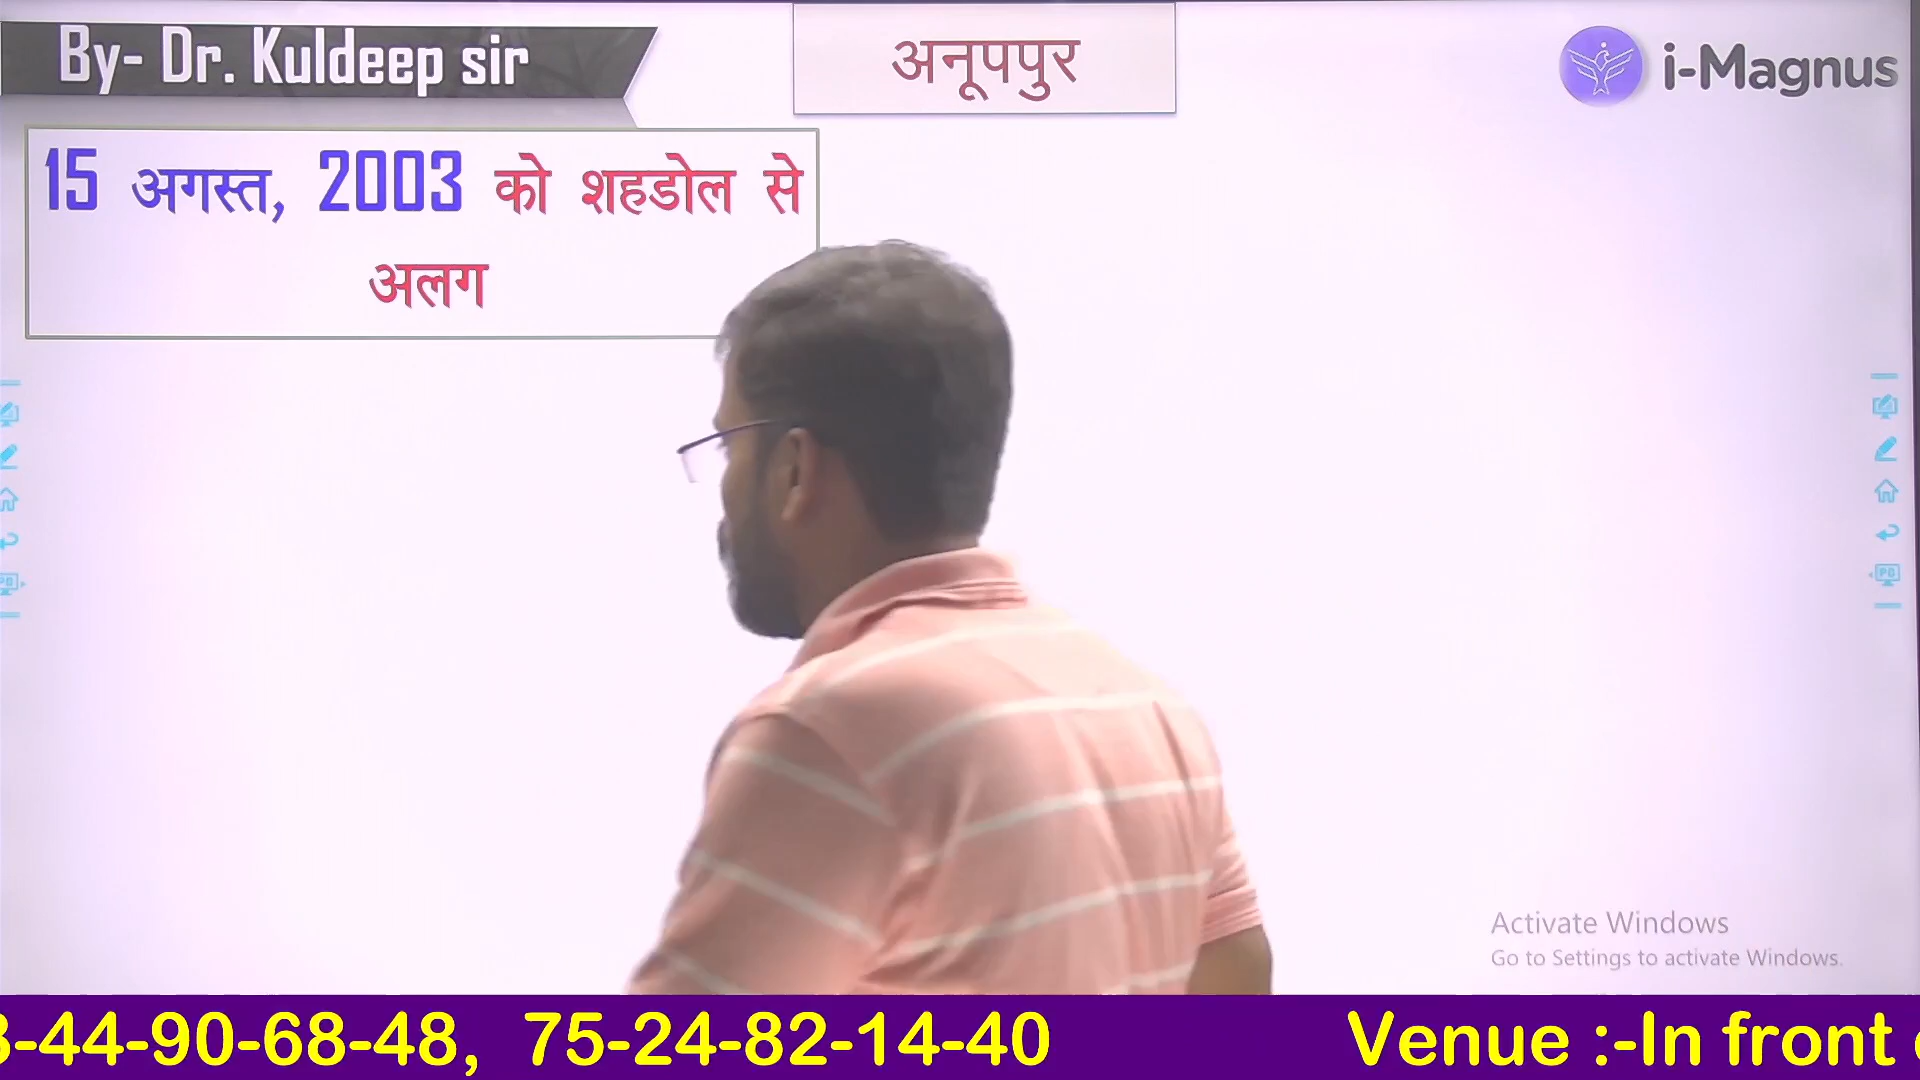 By- Dr. Kuldeep sir
अनूपपुर
i-Magnus
15 अगस्त, 2003 को शहडोल से
अलग
Activate Windows
Go to Settings to activate Windows.
-44-90-68-48, 75-24-82-14-40
Venue :-In front